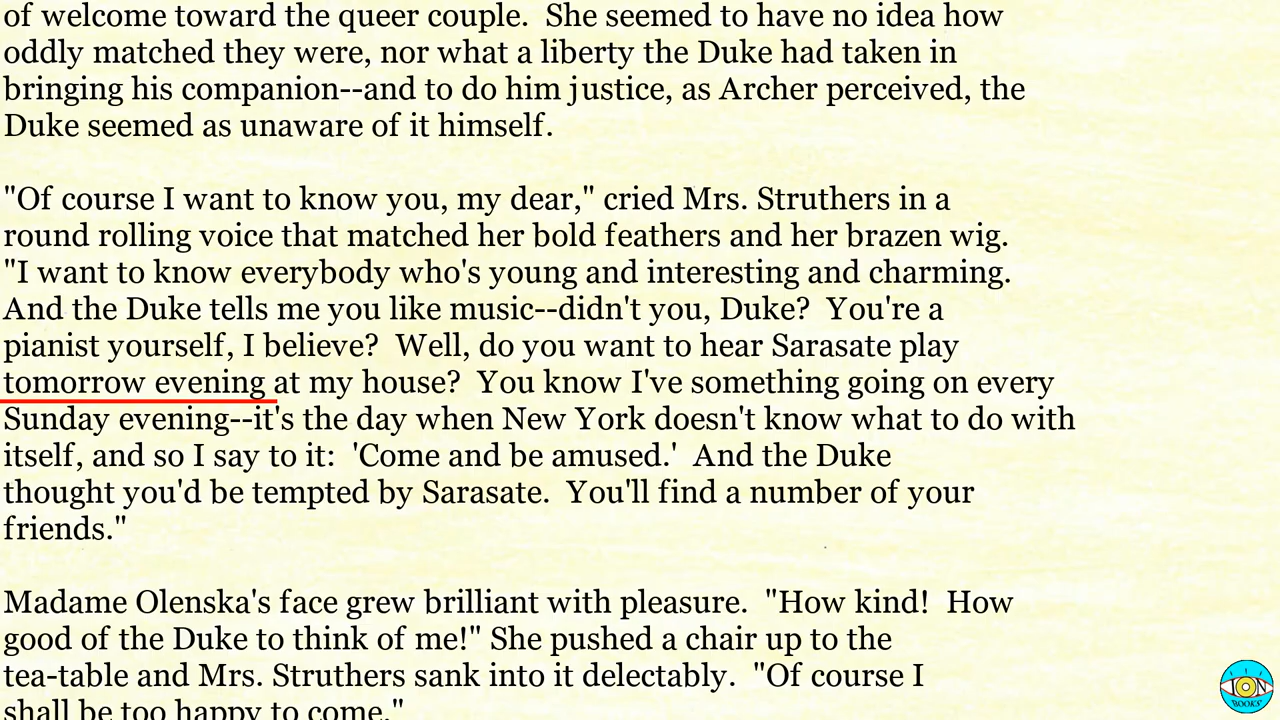 of welcome toward the queer couple.  She seemed to have no idea how
oddly matched they were, nor what a liberty the Duke had taken in
bringing his companion--and to do him justice, as Archer perceived, the
Duke seemed as unaware of it himself.
"Of course I want to know you, my dear," cried Mrs. Struthers in a
round rolling voice that matched her bold feathers and her brazen wig.
"I want to know everybody who's young and interesting and charming.
And the Duke tells me you like music--didn't you, Duke?  You're a
pianist yourself, I believe?  Well, do you want to hear Sarasate play
tomorrow evening at my house?  You know I've something going on every
Sunday evening--it's the day when New York doesn't know what to do with
itself, and so I say to it:  'Come and be amused.'  And the Duke
thought you'd be tempted by Sarasate.  You'll find a number of your
friends."
Madame Olenska's face grew brilliant with pleasure.  "How kind!  How
good of the Duke to think of me!" She pushed a chair up to the
tea-table and Mrs. Struthers sank into it delectably.  "Of course I
shall be too happy to come."
ION
BOOKS